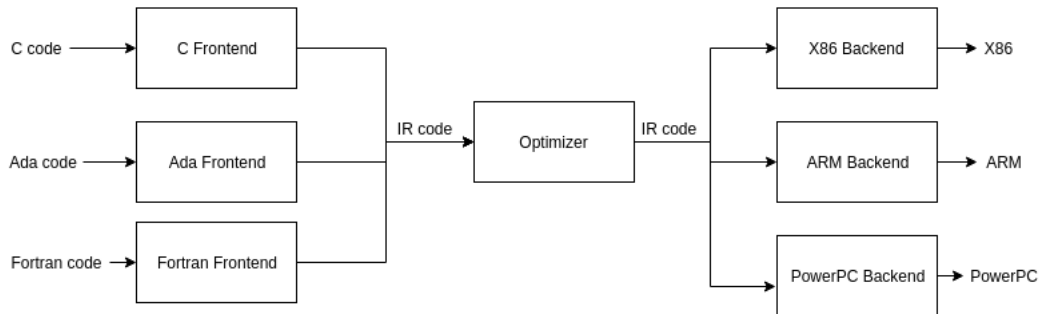 C code
C Frontend
X86 Backend
X86
IR code
Optimizer
IR code
Ada code
Ada Frontend
ARM Backend
ARM
Fortran code
Fortran Frontend
PowerPC Backend
PowerPC